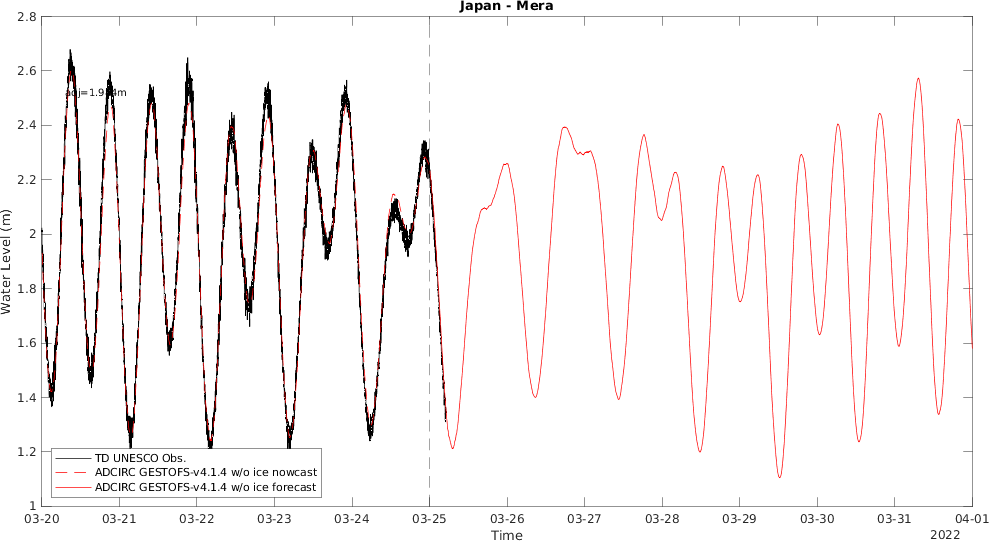 Japan - Mera
2.8
2.6
2.4
2.2
2
1.8
1.6
1.4
1.2
1
Water Level (m)
TD UNESCO Obs.
ADCIRC GESTOFS-v4.1.4 w/o ice nowcast
ADCIRC GESTOFS-v4.1.4 w/o ice forecast
03-20 03-21 03-22 03-23 03-24 03-25 03-26 03-27 03-28 03-29 03-30 03-31 04-01
Time
2022